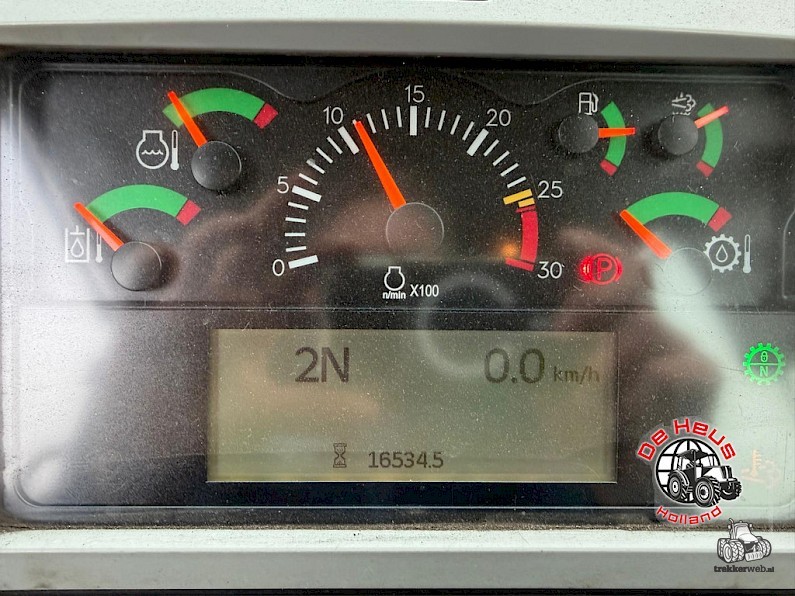 0
5
10
15
20
25
30
n/min X100
P
2N 0.0 km/h
16534.5
N
De Heus
Holland
trekkerweb.nl